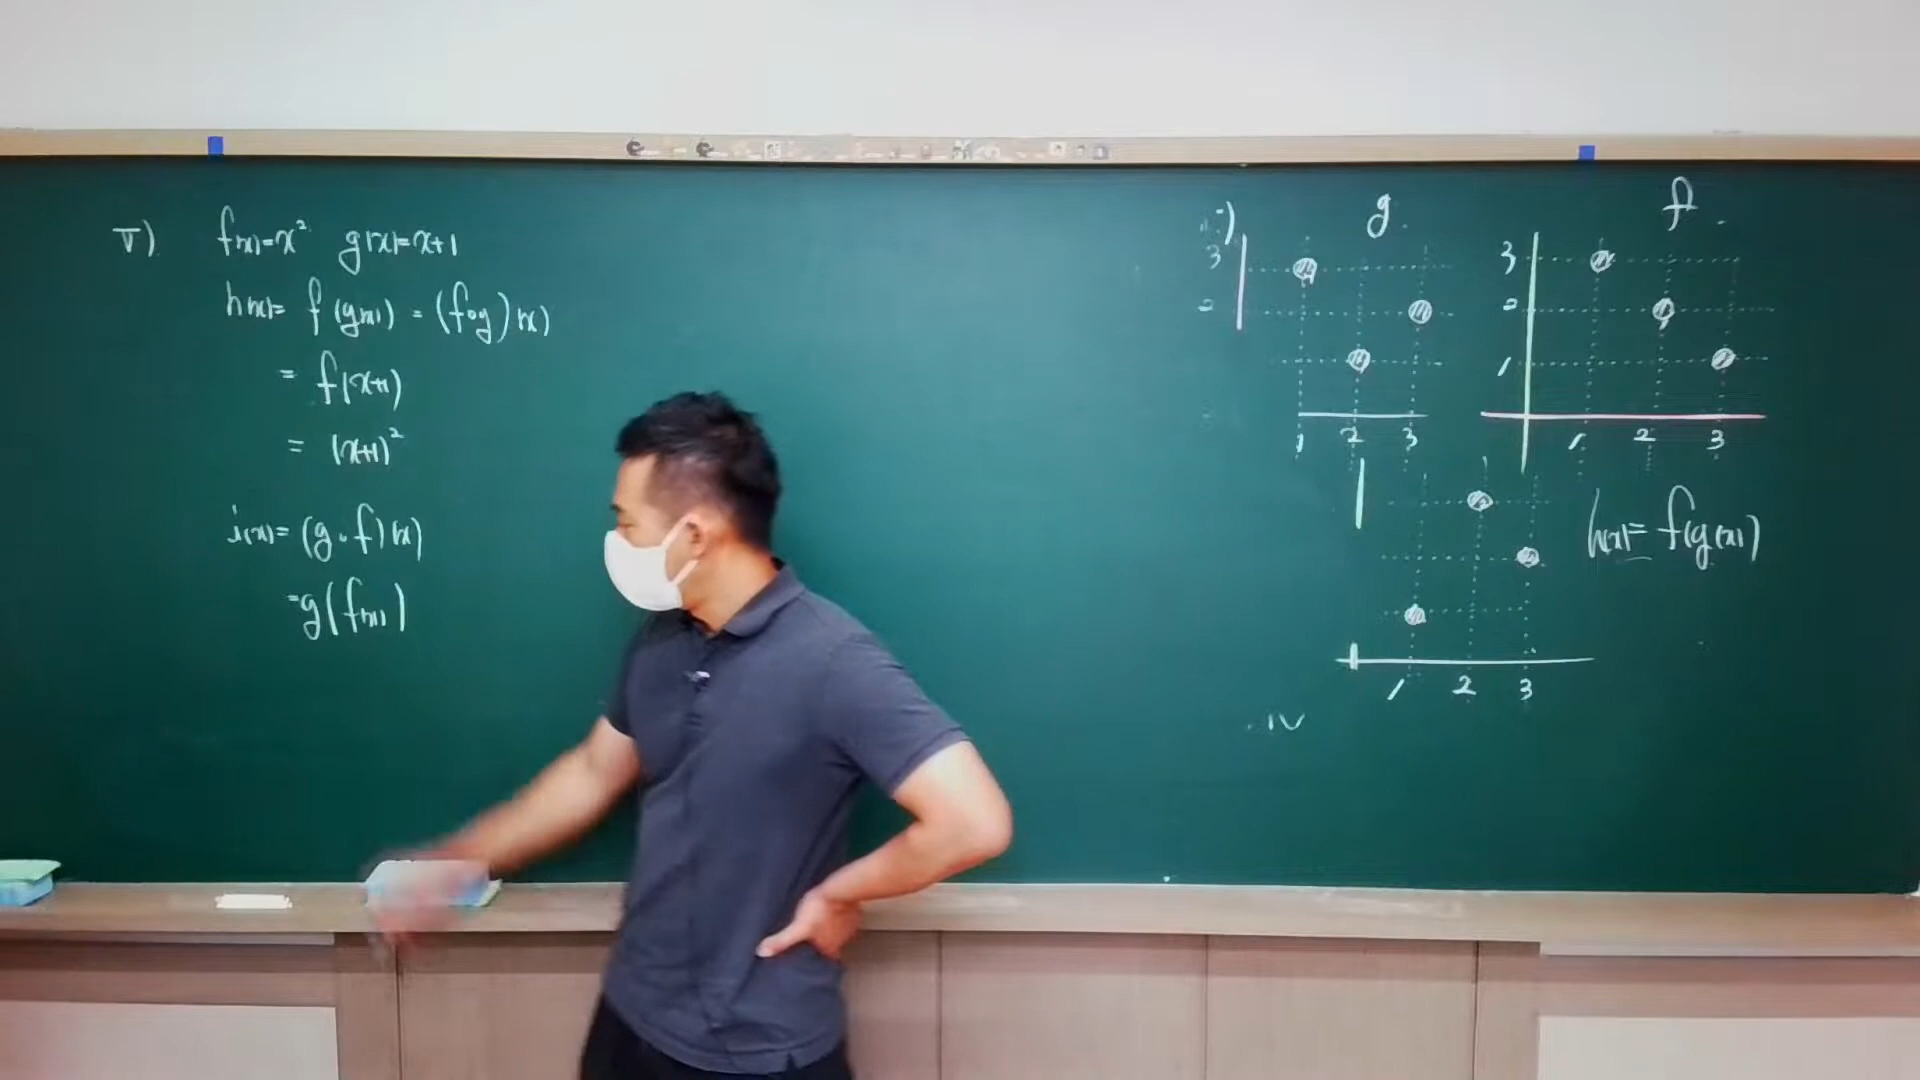 V) f(x)=x² g(x)=x+1
h(x)= f(g(x)) = (f∘g)(x)
= f(x+1)
= (x+1)²
i(x)= (g∘f)(x)
=g(f(x))
g
3
2
1 2 3
f
3
2
1
1 2 3
h(x)= f(g(x))
1 2 3
IV